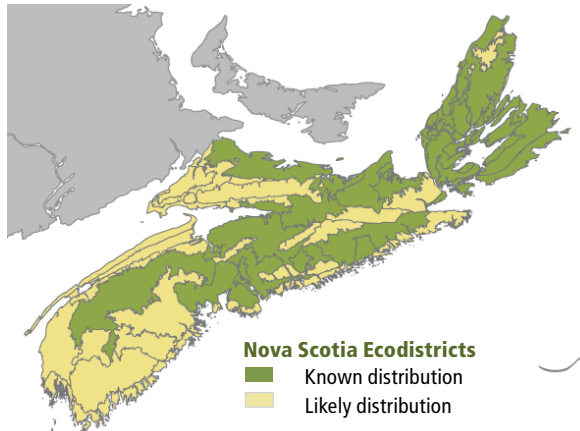 Nova Scotia Ecodistricts
Known distribution
Likely distribution